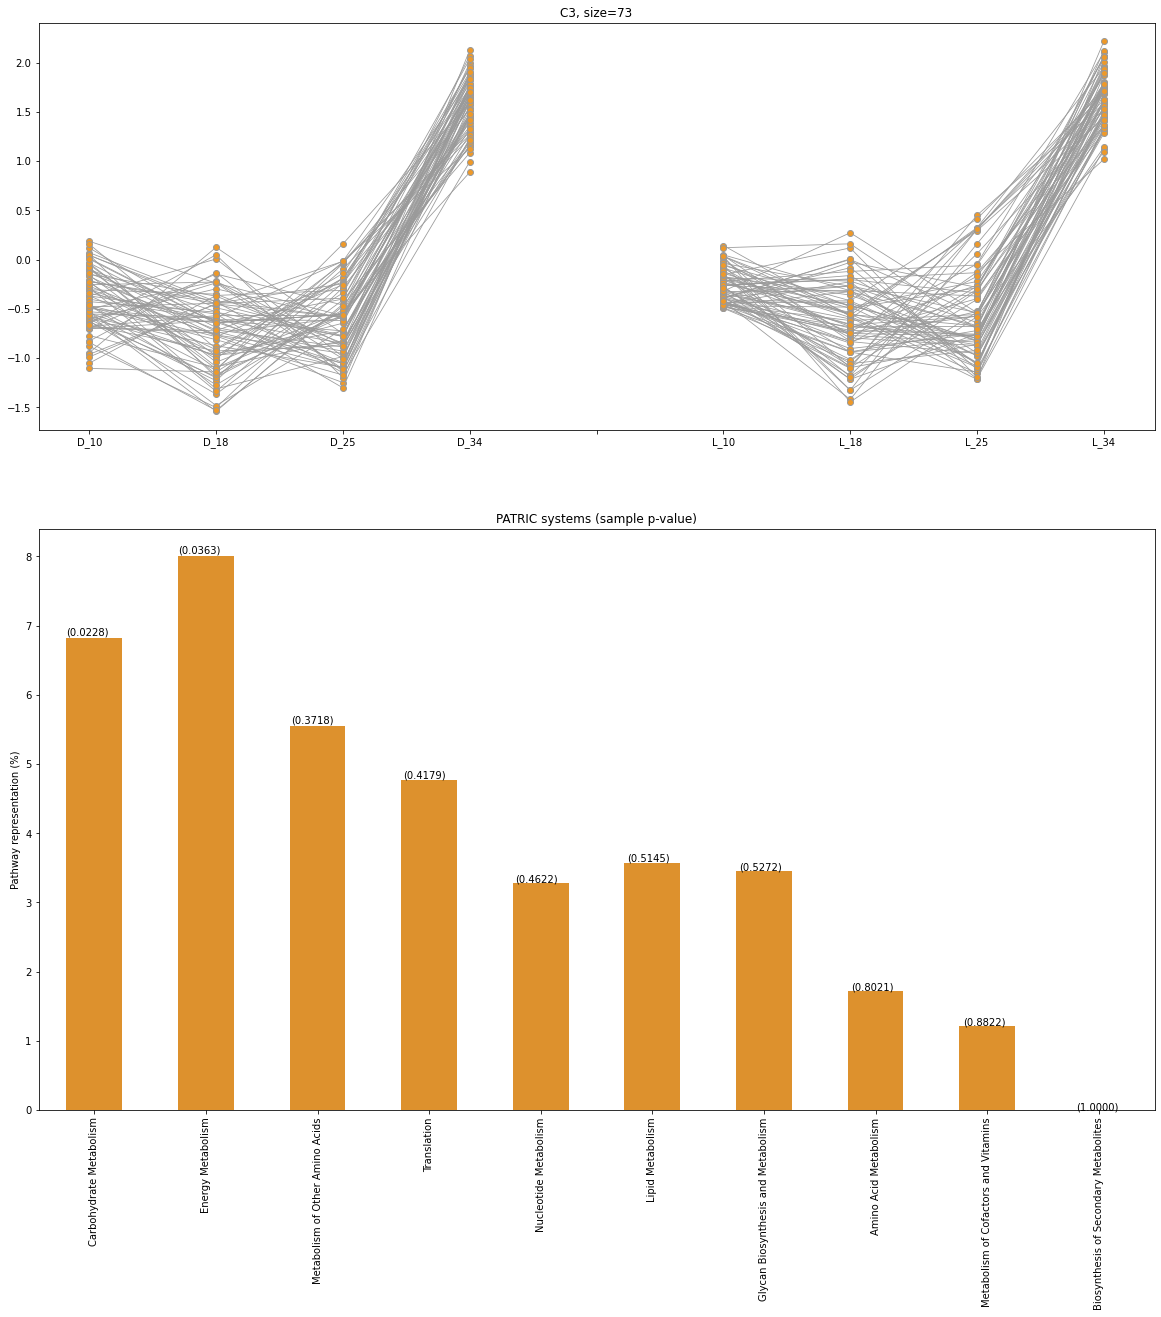 C3, size=73
2.0
1.5
1.0
0.5
0.0
−0.5
−1.0
−1.5
D_10 D_18 D_25 D_34 L_10 L_18 L_25 L_34
PATRIC systems (sample p-value)
Pathway representation (%)
8
7
6
5
4
3
2
1
0
(0.0228)
(0.0363)
(0.3718)
(0.4179)
(0.4622)
(0.5145)
(0.5272)
(0.8021)
(0.8822)
(1.0000)
Carbohydrate Metabolism
Energy Metabolism
Metabolism of Other Amino Acids
Translation
Nucleotide Metabolism
Lipid Metabolism
Glycan Biosynthesis and Metabolism
Amino Acid Metabolism
Metabolism of Cofactors and Vitamins
Biosynthesis of Secondary Metabolites